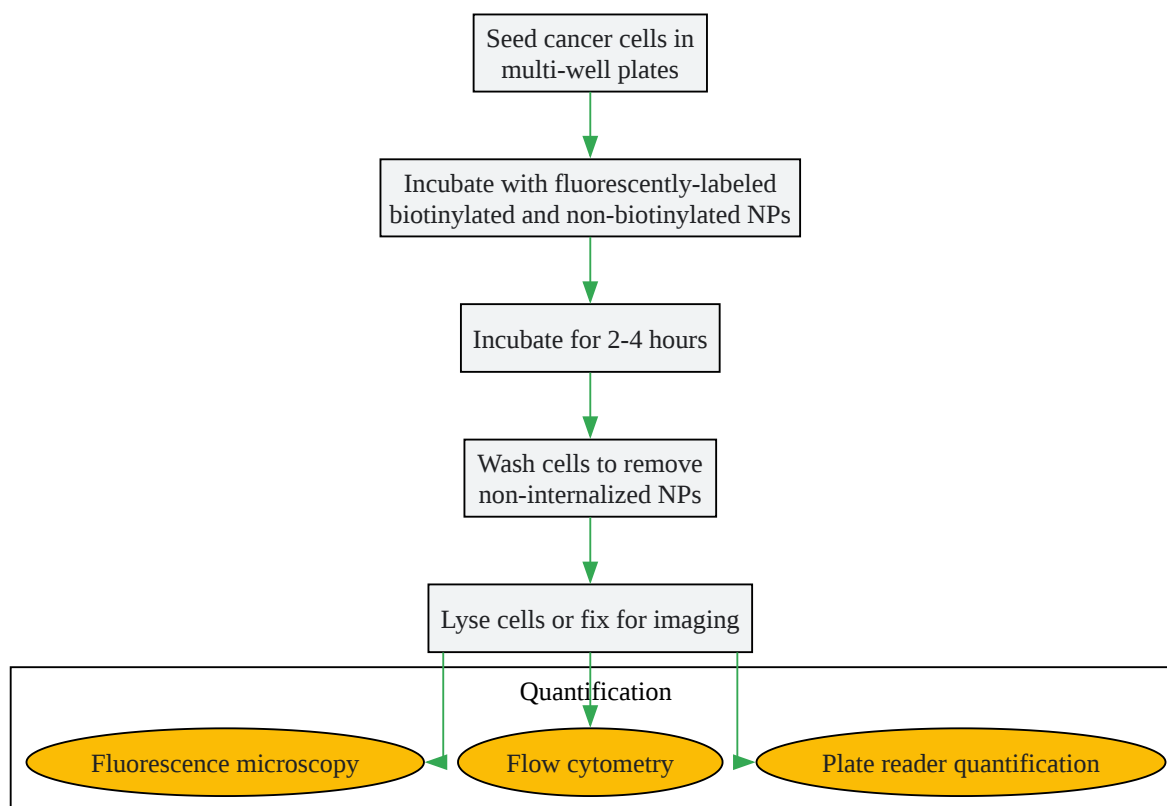 Seed cancer cells in
multi-well plates
Incubate with fluorescently-labeled
biotinylated and non-biotinylated NPs
Incubate for 2-4 hours
Wash cells to remove
non-internalized NPs
Lyse cells or fix for imaging
Quantification
Fluorescence microscopy
Flow cytometry
Plate reader quantification